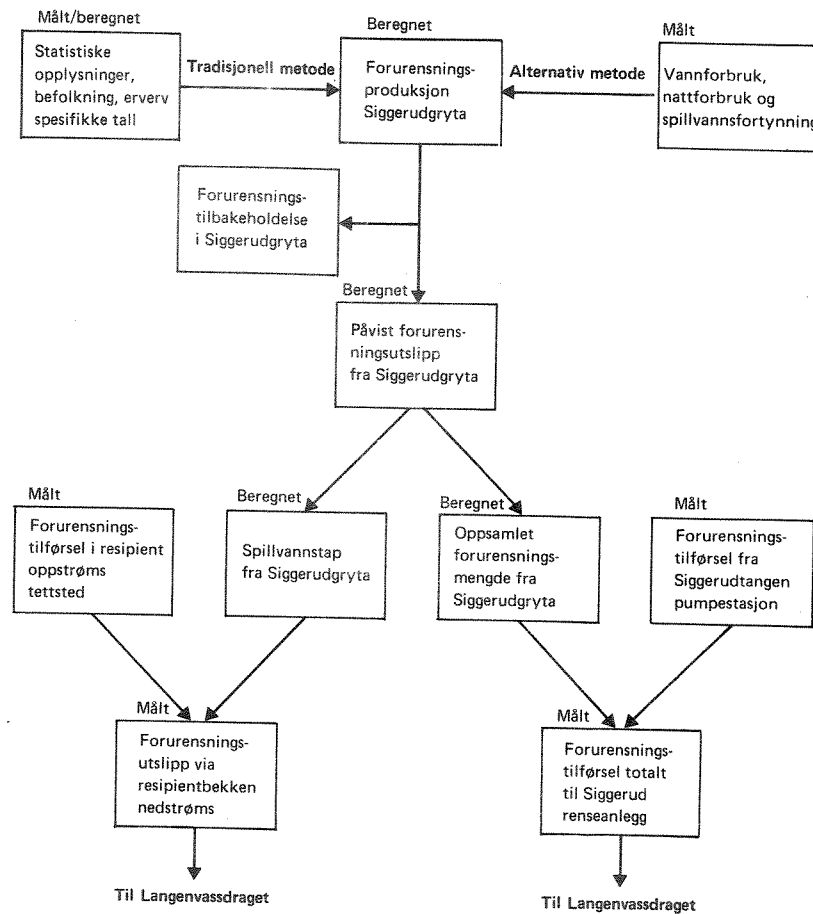 Målt/beregnet
Statistiske
opplysninger,
befolkning, erverv
spesifikke tall
Tradisjonell metode
Beregnet
Forurensnings-
produksjon
Siggerudgryta
Alternativ metode
Målt
Vannforbruk,
nattforbruk og
spillvannsfortynning
Forurensnings-
tilbakeholdelse
i Siggerudgryta
Beregnet
Påvist forurens-
ningsutslipp
fra Siggerudgryta
Målt
Forurensnings-
tilførsel i resipient
oppstrøms
tettsted
Beregnet
Spillvannstap
fra Siggerudgryta
Beregnet
Oppsamlet
forurensnings-
mengde fra
Siggerudgryta
Målt
Forurensnings-
tilførsel fra
Siggerudtangen
pumpestasjon
Målt
Forurensnings-
utslipp via
resipientbekken
nedstrøms
Målt
Forurensnings-
tilførsel totalt
til Siggerud
renseanlegg
Til Langenvassdraget
Til Langenvassdraget